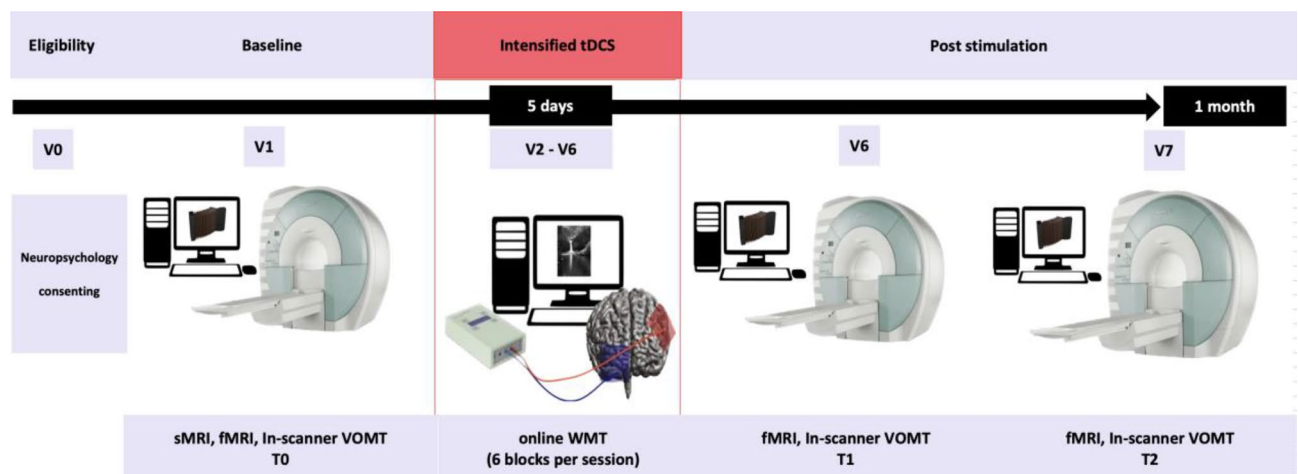 Eligibility
Baseline
Intensified tDCS
Post stimulation
5 days
1 month
V0
V1
V2 - V6
V6
V7
Neuropsychology
consenting
sMRI, fMRI, In-scanner VOMT
T0
online WMT
(6 blocks per session)
fMRI, In-scanner VOMT
T1
fMRI, In-scanner VOMT
T2